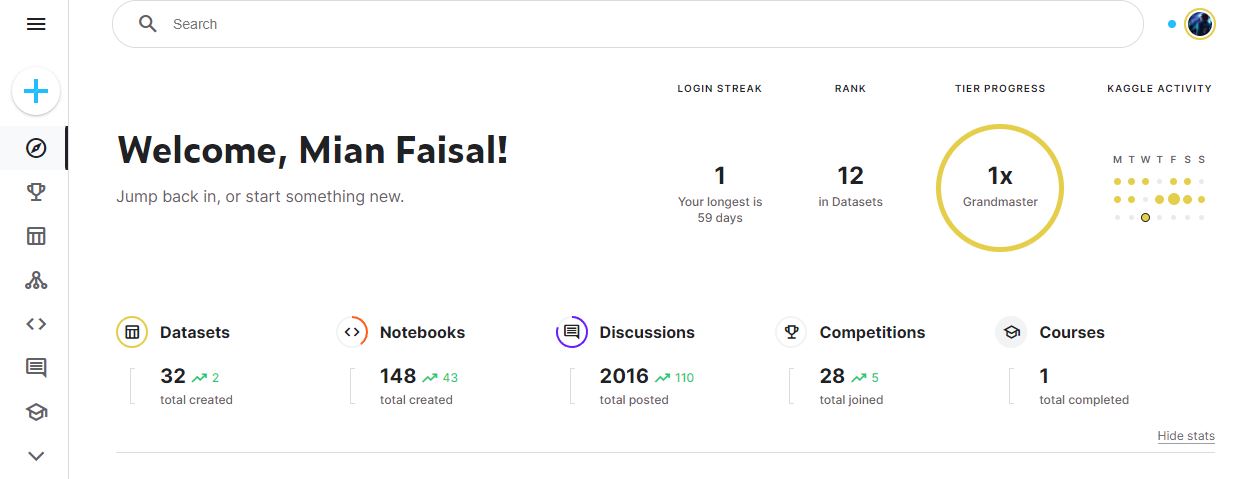 Search
LOGIN STREAK
RANK
TIER PROGRESS
KAGGLE ACTIVITY
Welcome, Mian Faisal!
Jump back in, or start something new.
1
Your longest is
59 days
12
in Datasets
1x
Grandmaster
M T W T F S S
Datasets
32 2
total created
Notebooks
148 43
total created
Discussions
2016 110
total posted
Competitions
28 5
total joined
Courses
1
total completed
Hide stats